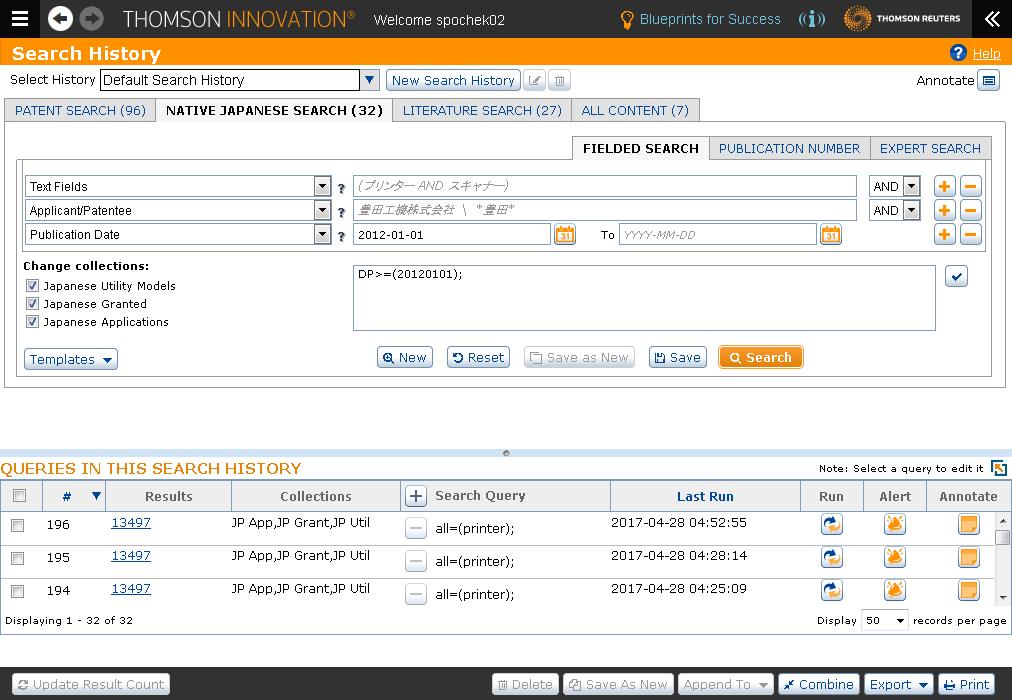 THOMSON INNOVATION® Welcome spochek02 Blueprints for Success THOMSON REUTERS
Search History Help
Select History Default Search History New Search History Annotate
PATENT SEARCH (96) NATIVE JAPANESE SEARCH (32) LITERATURE SEARCH (27) ALL CONTENT (7)
FIELDED SEARCH PUBLICATION NUMBER EXPERT SEARCH
Text Fields ? (プリンター AND スキャナー) AND
Applicant/Patentee ? 豊田工機株式会社 \ *豊田* AND
Publication Date ? 2012-01-01 31 To YYYY-MM-DD 31
Change collections:
DP>=(20120101);
Japanese Utility Models
Japanese Granted
Japanese Applications
Templates New Reset Save as New Save Search
QUERIES IN THIS SEARCH HISTORY Note: Select a query to edit it
# Results Collections Search Query Last Run Run Alert Annotate
196 13497 JP App,JP Grant,JP Util all=(printer); 2017-04-28 04:52:55
195 13497 JP App,JP Grant,JP Util all=(printer); 2017-04-28 04:28:14
194 13497 JP App,JP Grant,JP Util all=(printer); 2017-04-28 04:25:09
Displaying 1 - 32 of 32 Display 50 records per page
Update Result Count Delete Save As New Append To Combine Export Print